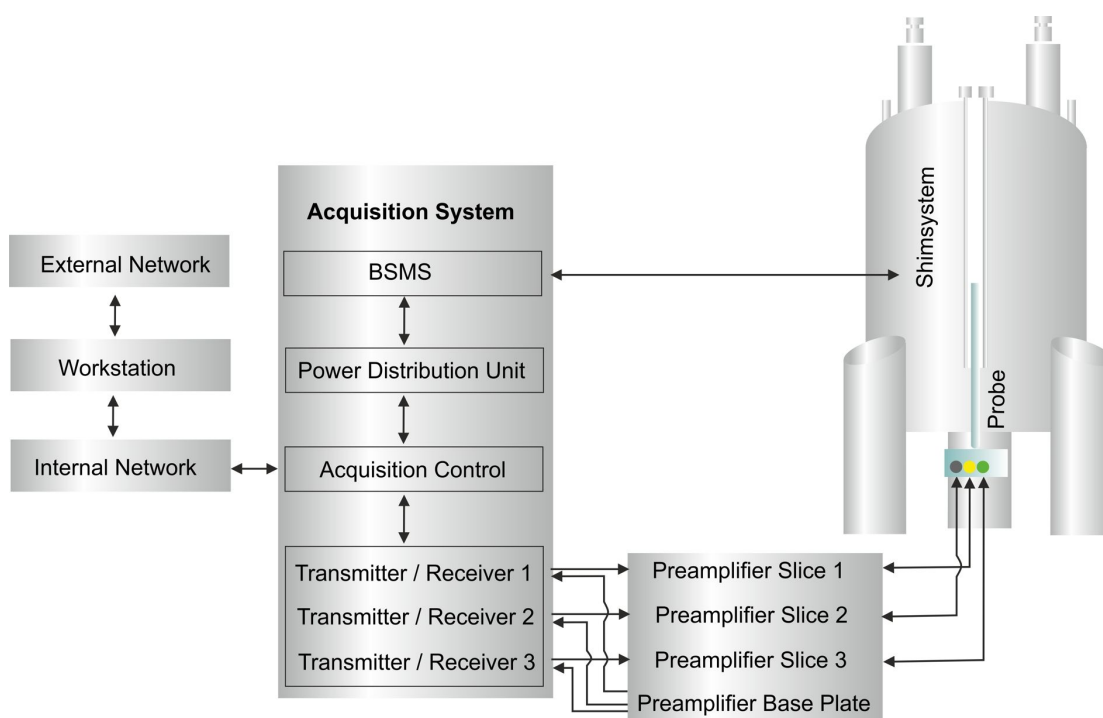 External Network
Workstation
Internal Network
Acquisition System
BSMS
Power Distribution Unit
Acquisition Control
Transmitter / Receiver 1
Transmitter / Receiver 2
Transmitter / Receiver 3
Preamplifier Slice 1
Preamplifier Slice 2
Preamplifier Slice 3
Preamplifier Base Plate
Shimsystem
Probe